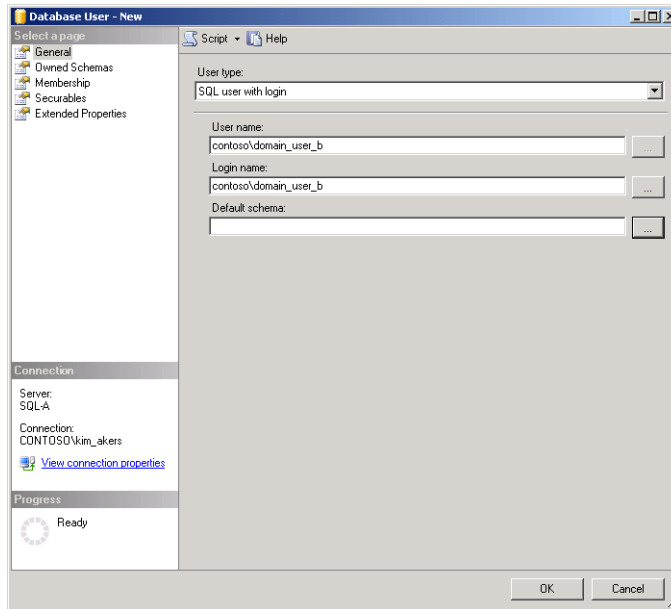 Database User - New
Select a page
General
Owned Schemas
Membership
Securables
Extended Properties
Script
Help
User type:
SQL user with login
User name:
contoso\domain_user_b
...
Login name:
contoso\domain_user_b
...
Default schema:
...
Connection
Server:
SQL-A
Connection:
CONTOSO\kim_akers
View connection properties
Progress
Ready
OK
Cancel